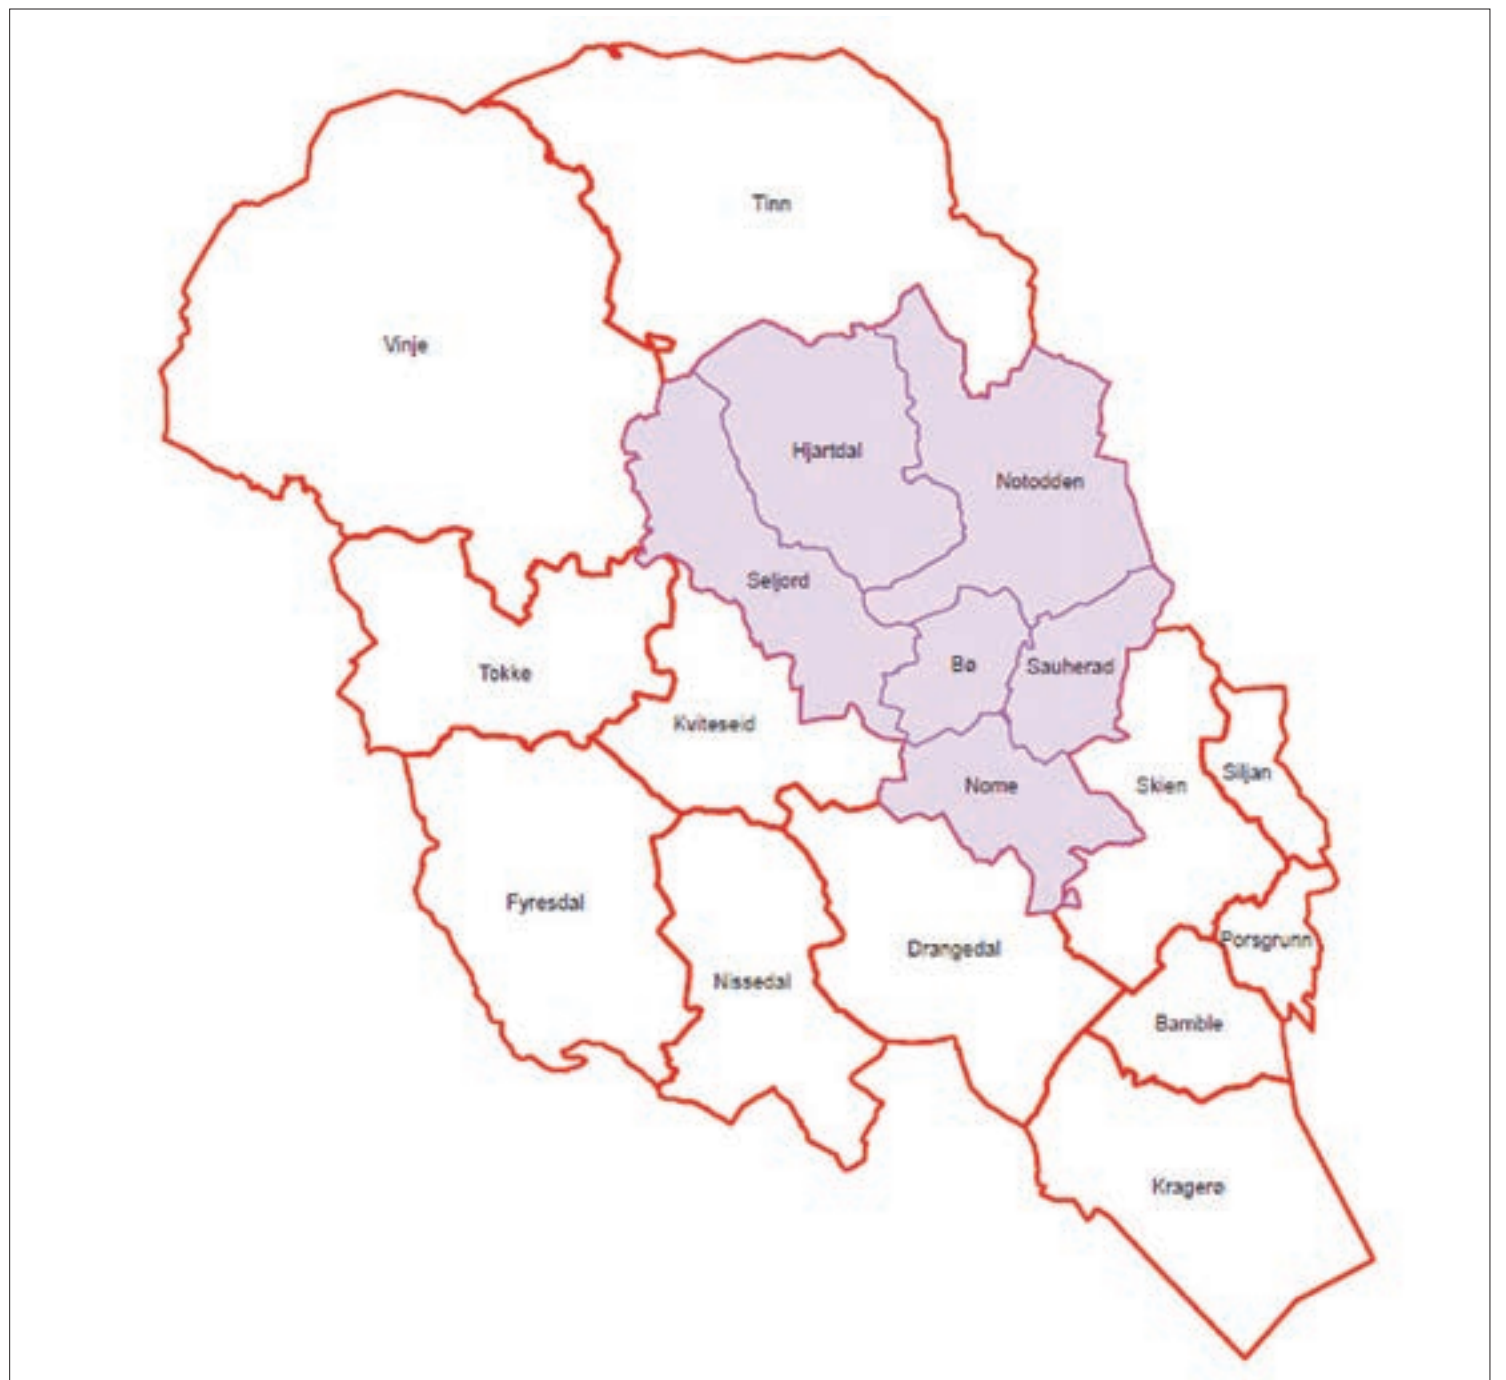 Tinn
Vinje
Hjartdal
Notodden
Seljord
Bø
Sauherad
Tokke
Kviteseid
Siljan
Nome
Skien
Fyresdal
Porsgrunn
Drangedal
Nissedal
Bamble
Kragerø